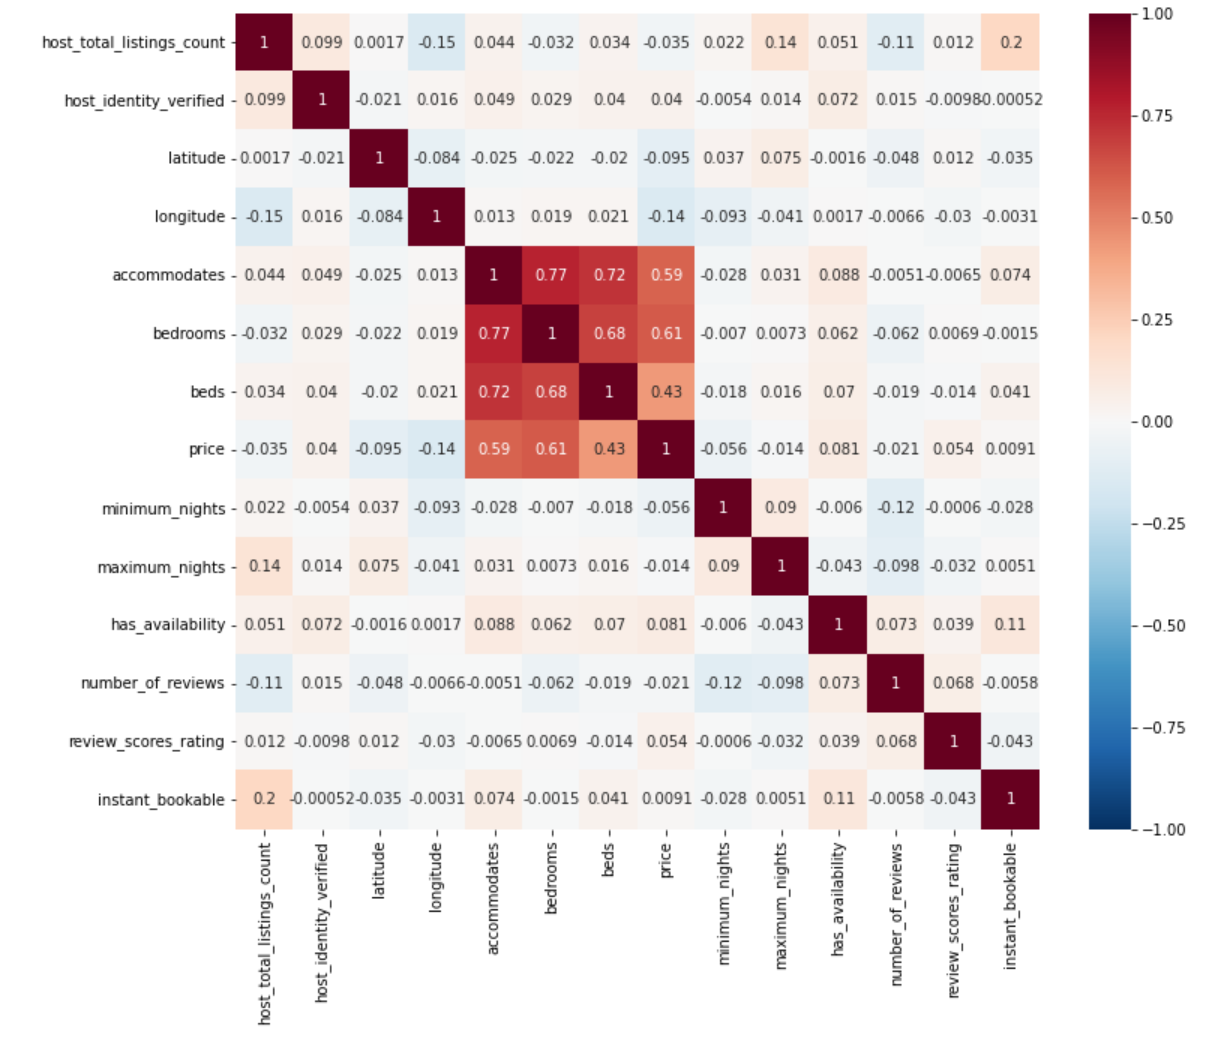 host_total_listings_count 1 0.099 0.0017 -0.15 0.044 -0.032 0.034 -0.035 0.022 0.14 0.051 -0.11 0.012 0.2
host_identity_verified 0.099 1 -0.021 0.016 0.049 0.029 0.04 0.04 -0.0054 0.014 0.072 0.015 -0.0098 -0.00052
latitude 0.0017 -0.021 1 -0.084 -0.025 -0.022 -0.02 -0.095 0.037 0.075 -0.0016 -0.048 0.012 -0.035
longitude -0.15 0.016 -0.084 1 0.013 0.019 0.021 -0.14 -0.093 -0.041 0.0017 -0.0066 -0.03 -0.0031
accommodates 0.044 0.049 -0.025 0.013 1 0.77 0.72 0.59 -0.028 0.031 0.088 -0.0051 -0.0065 0.074
bedrooms -0.032 0.029 -0.022 0.019 0.77 1 0.68 0.61 -0.007 0.0073 0.062 -0.062 0.0069 -0.0015
beds 0.034 0.04 -0.02 0.021 0.72 0.68 1 0.43 -0.018 0.016 0.07 -0.019 -0.014 0.041
price -0.035 0.04 -0.095 -0.14 0.59 0.61 0.43 1 -0.056 -0.014 0.081 -0.021 0.054 0.0091
minimum_nights 0.022 -0.0054 0.037 -0.093 -0.028 -0.007 -0.018 -0.056 1 0.09 -0.006 -0.12 -0.0006 -0.028
maximum_nights 0.14 0.014 0.075 -0.041 0.031 0.0073 0.016 -0.014 0.09 1 -0.043 -0.098 -0.032 0.0051
has_availability 0.051 0.072 -0.0016 0.0017 0.088 0.062 0.07 0.081 -0.006 -0.043 1 0.073 0.039 0.11
number_of_reviews -0.11 0.015 -0.048 -0.0066 -0.0051 -0.062 -0.019 -0.021 -0.12 -0.098 0.073 1 0.068 -0.0058
review_scores_rating 0.012 -0.0098 0.012 -0.03 -0.0065 0.0069 -0.014 0.054 -0.0006 -0.032 0.039 0.068 1 -0.043
instant_bookable 0.2 -0.00052 -0.035 -0.0031 0.074 -0.0015 0.041 0.0091 -0.028 0.0051 0.11 -0.0058 -0.043 1
host_total_listings_count
host_identity_verified
latitude
longitude
accommodates
bedrooms
beds
price
minimum_nights
maximum_nights
has_availability
number_of_reviews
review_scores_rating
instant_bookable
1.00
0.75
0.50
0.25
0.00
−0.25
−0.50
−0.75
−1.00